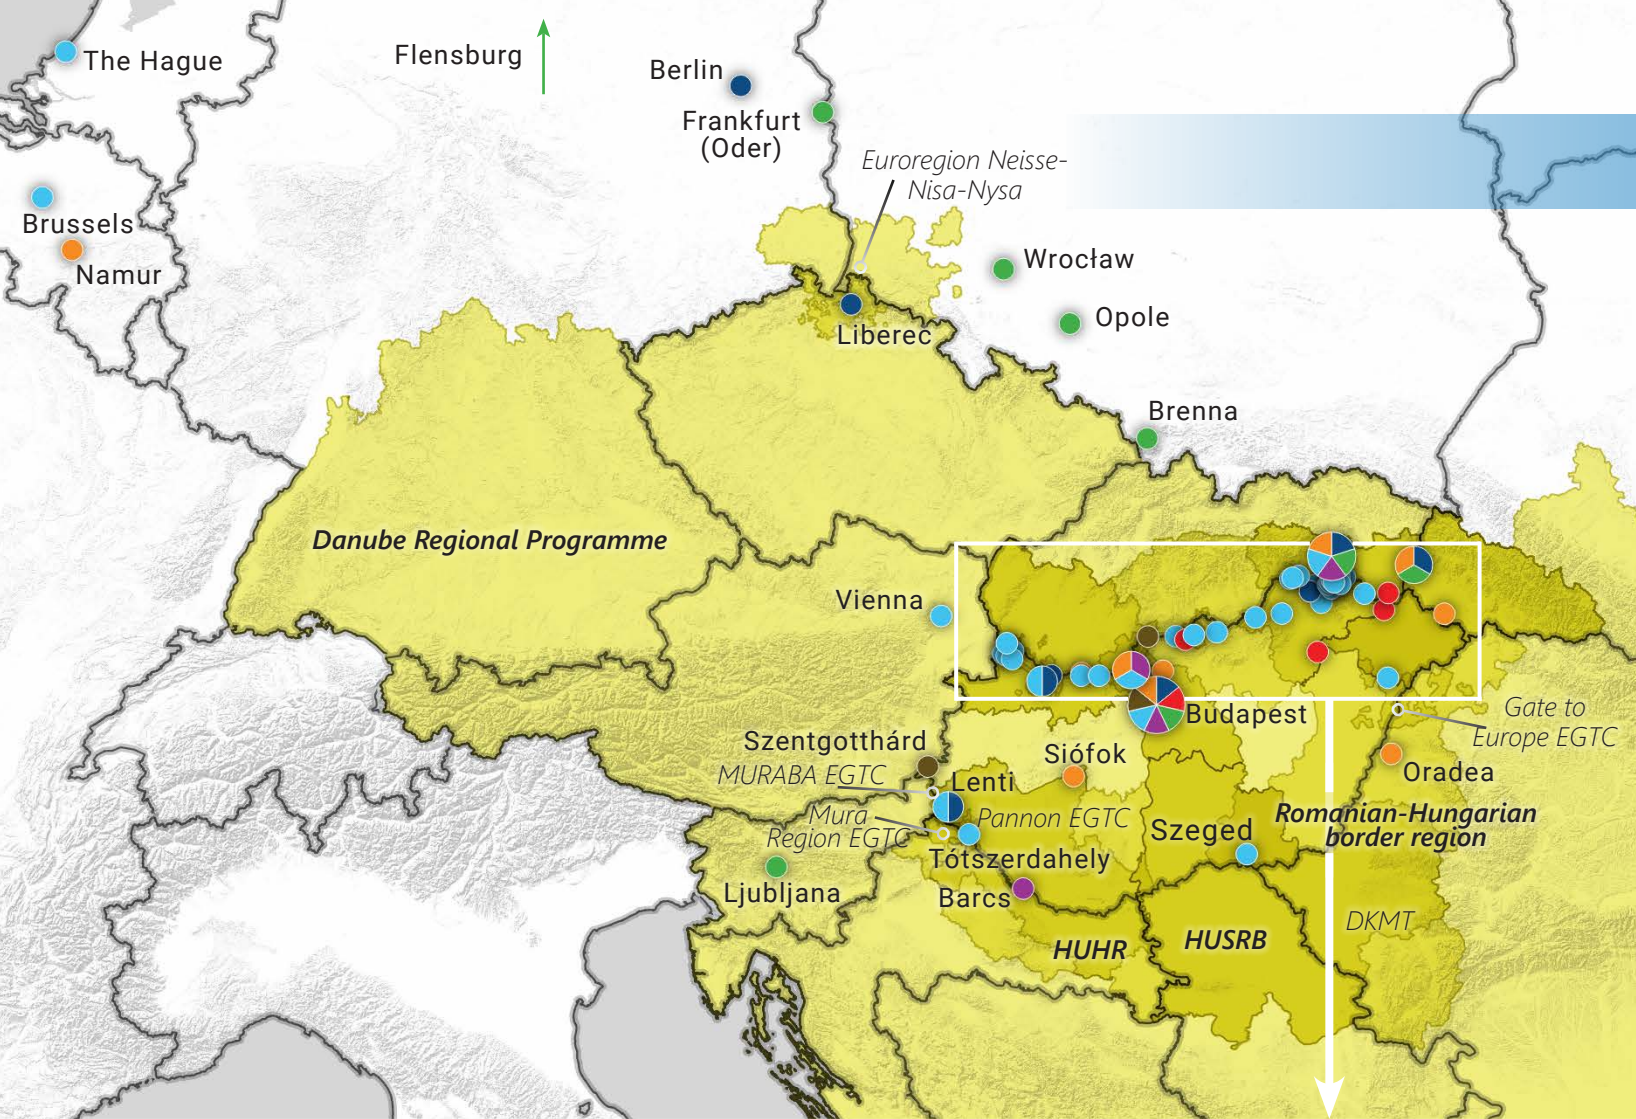 The Hague
Flensburg
Berlin
Frankfurt
(Oder)
Euroregion Neisse-
Nisa-Nysa
Brussels
Namur
Wrocław
Opole
Liberec
Brenna
Danube Regional Programme
Vienna
Budapest
Gate to
Europe EGTC
Szentgotthárd
MURABA EGTC
Siófok
Oradea
Lenti
Mura
Region EGTC
Pannon EGTC
Szeged
Romanian-Hungarian
border region
Tótszerdahely
Ljubljana
Barcs
HUHR
HUSRB
DKMT